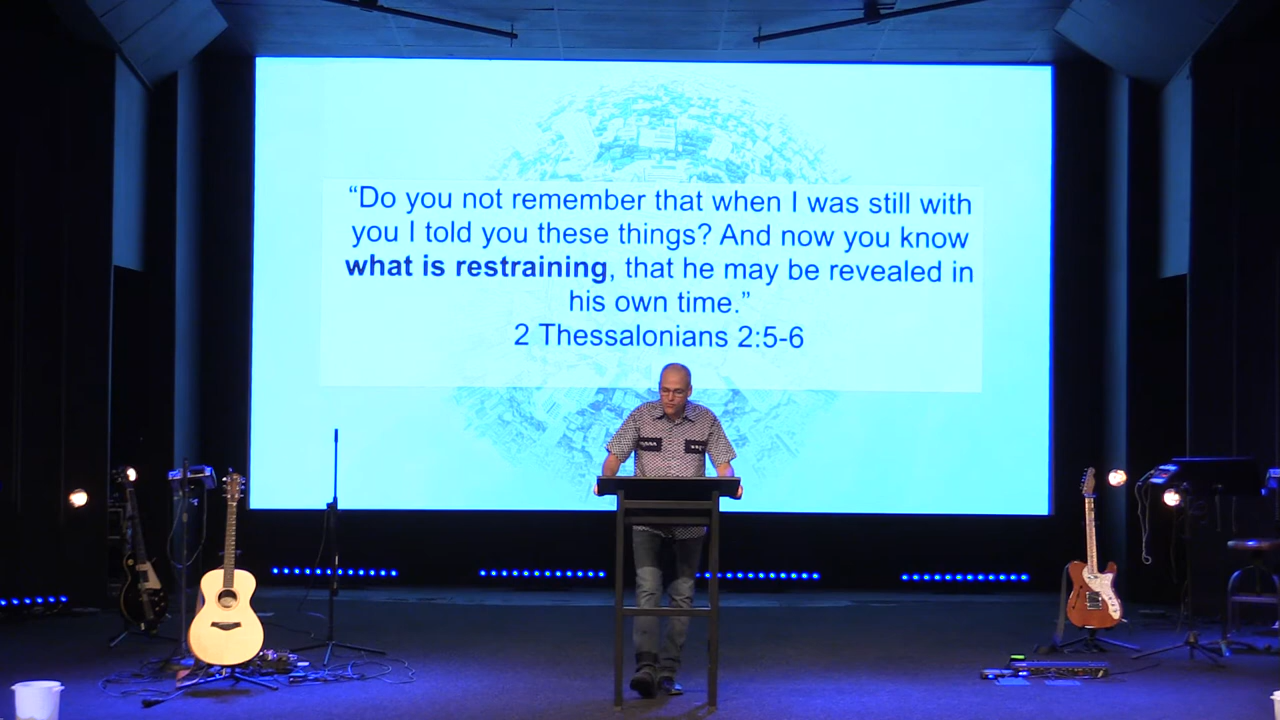 “Do you not remember that when I was still with
you I told you these things? And now you know
what is restraining, that he may be revealed in
his own time.”
2 Thessalonians 2:5-6